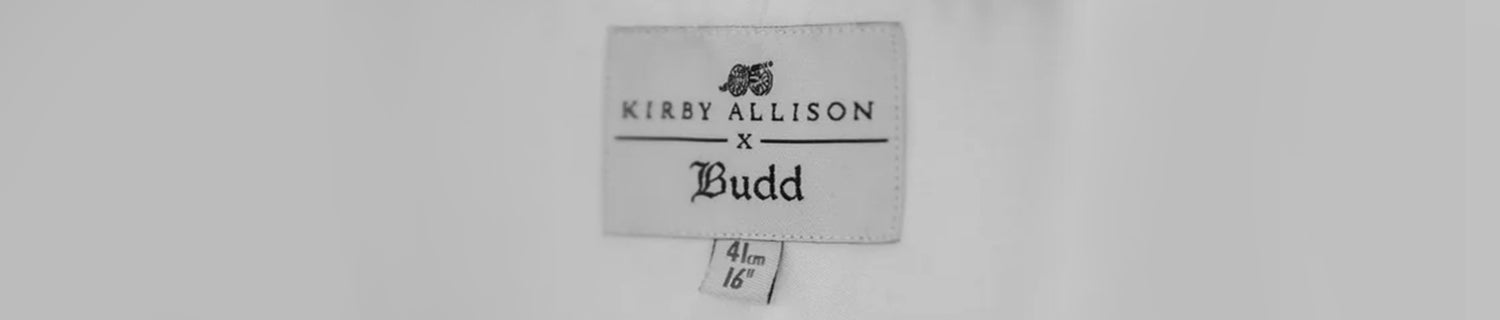 KIRBY ALLISON
X
Budd
41cm
16"